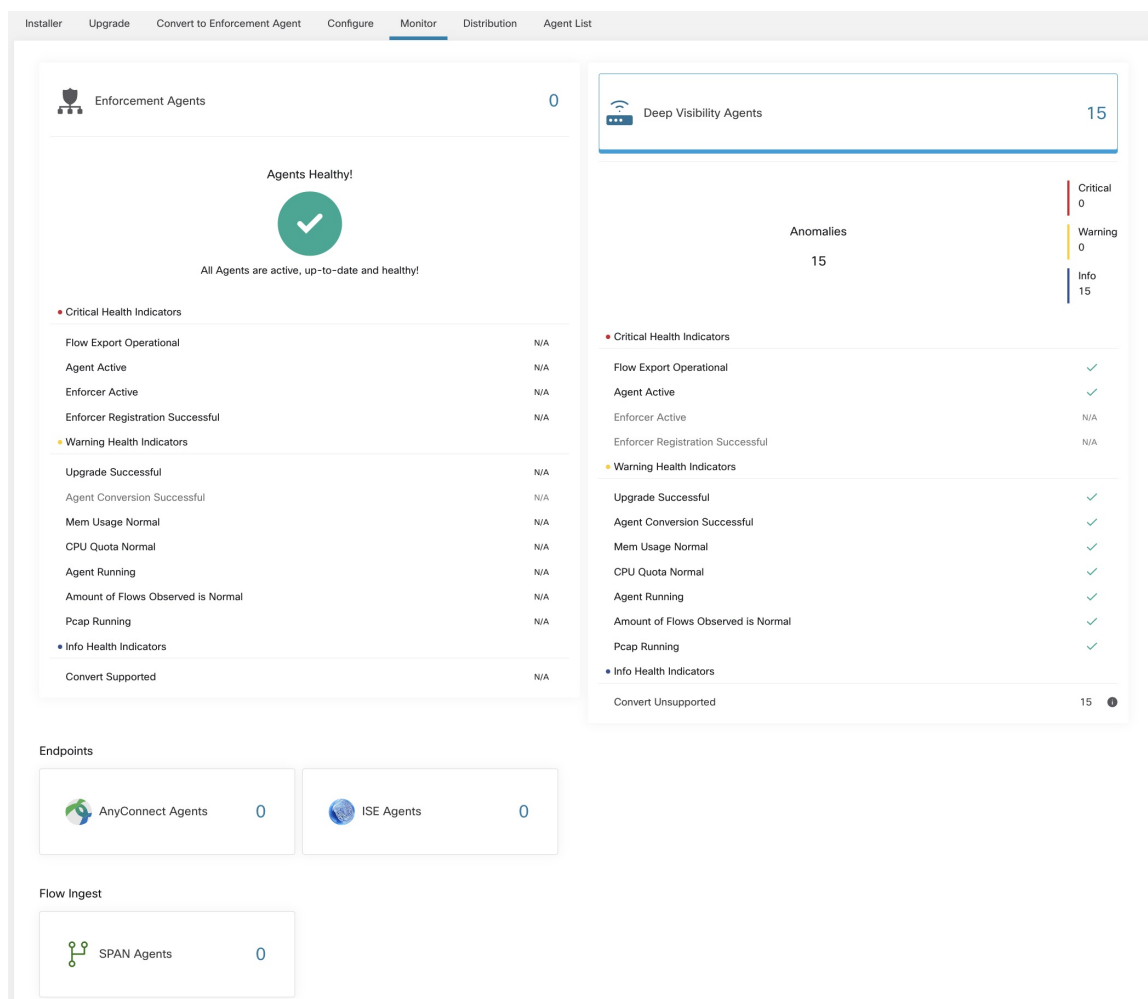 Installer Upgrade Convert to Enforcement Agent Configure Monitor Distribution Agent List
Enforcement Agents 0
Agents Healthy!
All Agents are active, up-to-date and healthy!
Critical Health Indicators
Flow Export Operational N/A
Agent Active N/A
Enforcer Active N/A
Enforcer Registration Successful N/A
Warning Health Indicators
Upgrade Successful N/A
Agent Conversion Successful N/A
Mem Usage Normal N/A
CPU Quota Normal N/A
Agent Running N/A
Amount of Flows Observed is Normal N/A
Pcap Running N/A
Info Health Indicators
Convert Supported N/A
Deep Visibility Agents 15
Anomalies
15
Critical
0
Warning
0
Info
15
Critical Health Indicators
Flow Export Operational
Agent Active
Enforcer Active N/A
Enforcer Registration Successful N/A
Warning Health Indicators
Upgrade Successful
Agent Conversion Successful
Mem Usage Normal
CPU Quota Normal
Agent Running
Amount of Flows Observed is Normal
Pcap Running
Info Health Indicators
Convert Unsupported 15
Endpoints
AnyConnect Agents 0
ISE Agents 0
Flow Ingest
SPAN Agents 0